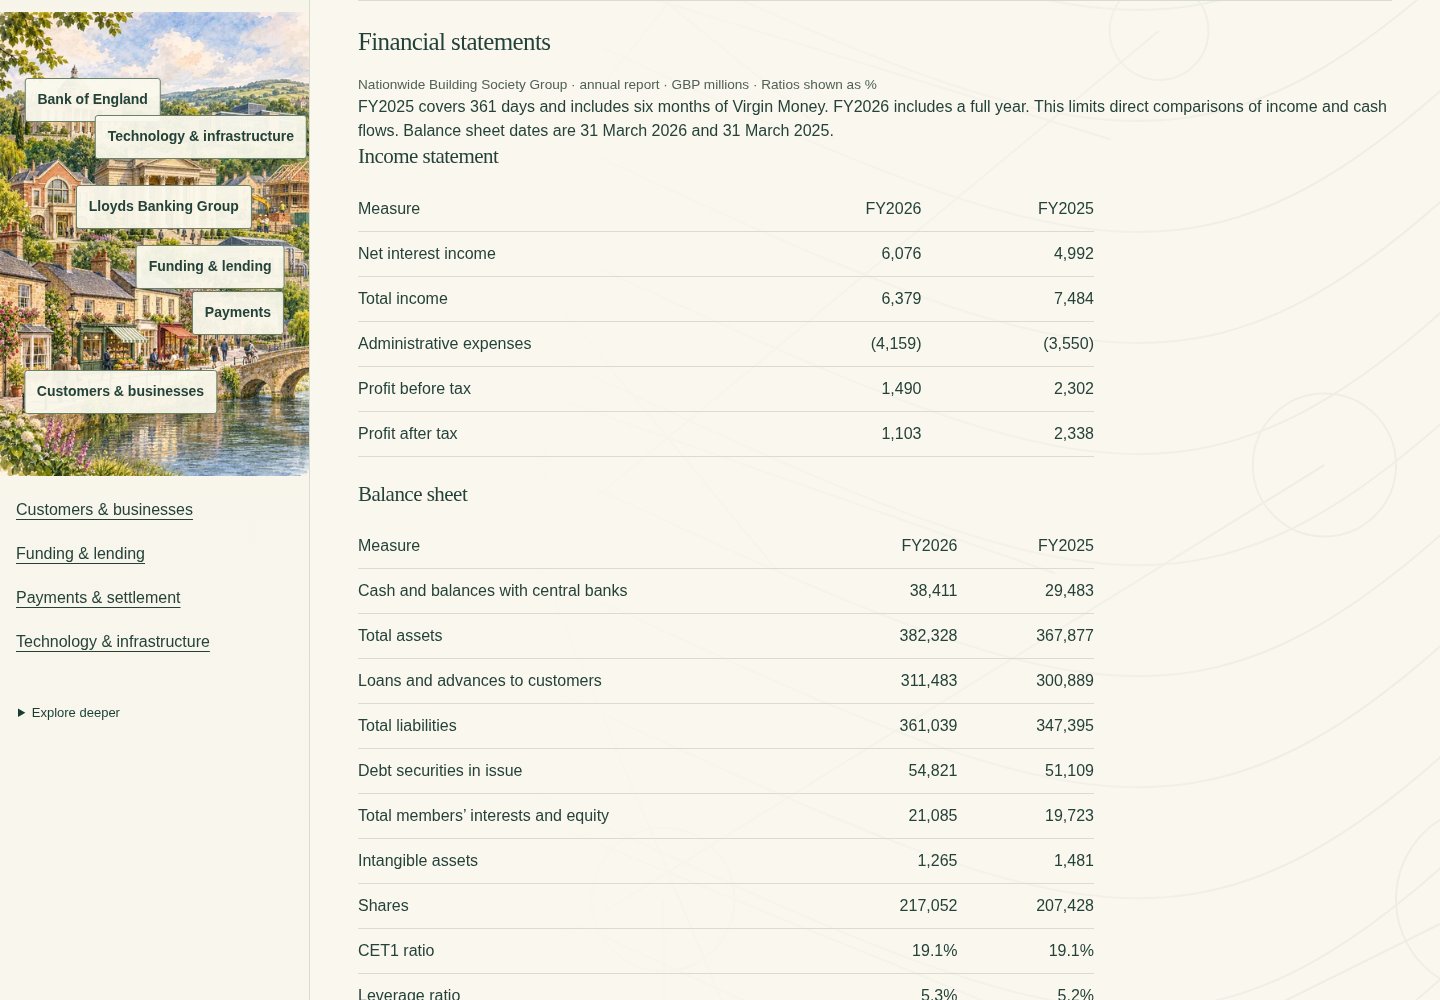 Bank of England
Technology & infrastructure
Lloyds Banking Group
Funding & lending
Payments
Customers & businesses
Customers & businesses
Funding & lending
Payments & settlement
Technology & infrastructure
▶ Explore deeper
Financial statements
Nationwide Building Society Group · annual report · GBP millions · Ratios shown as %
FY2025 covers 361 days and includes six months of Virgin Money. FY2026 includes a full year. This limits direct comparisons of income and cash
flows. Balance sheet dates are 31 March 2026 and 31 March 2025.
Income statement
Measure FY2026 FY2025
Net interest income 6,076 4,992
Total income 6,379 7,484
Administrative expenses (4,159) (3,550)
Profit before tax 1,490 2,302
Profit after tax 1,103 2,338
Balance sheet
Measure FY2026 FY2025
Cash and balances with central banks 38,411 29,483
Total assets 382,328 367,877
Loans and advances to customers 311,483 300,889
Total liabilities 361,039 347,395
Debt securities in issue 54,821 51,109
Total members’ interests and equity 21,085 19,723
Intangible assets 1,265 1,481
Shares 217,052 207,428
CET1 ratio 19.1% 19.1%
Leverage ratio 5.3% 5.2%